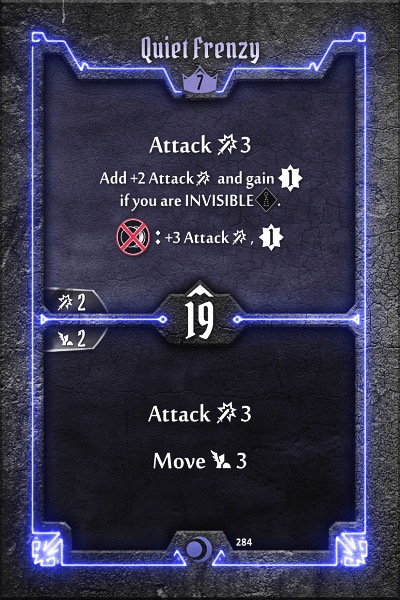 Quiet Frenzy
7
Attack 3
Add +2 Attack and gain 1
if you are INVISIBLE.
: +3 Attack, 1
2
19
2
Attack 3
Move 3
284